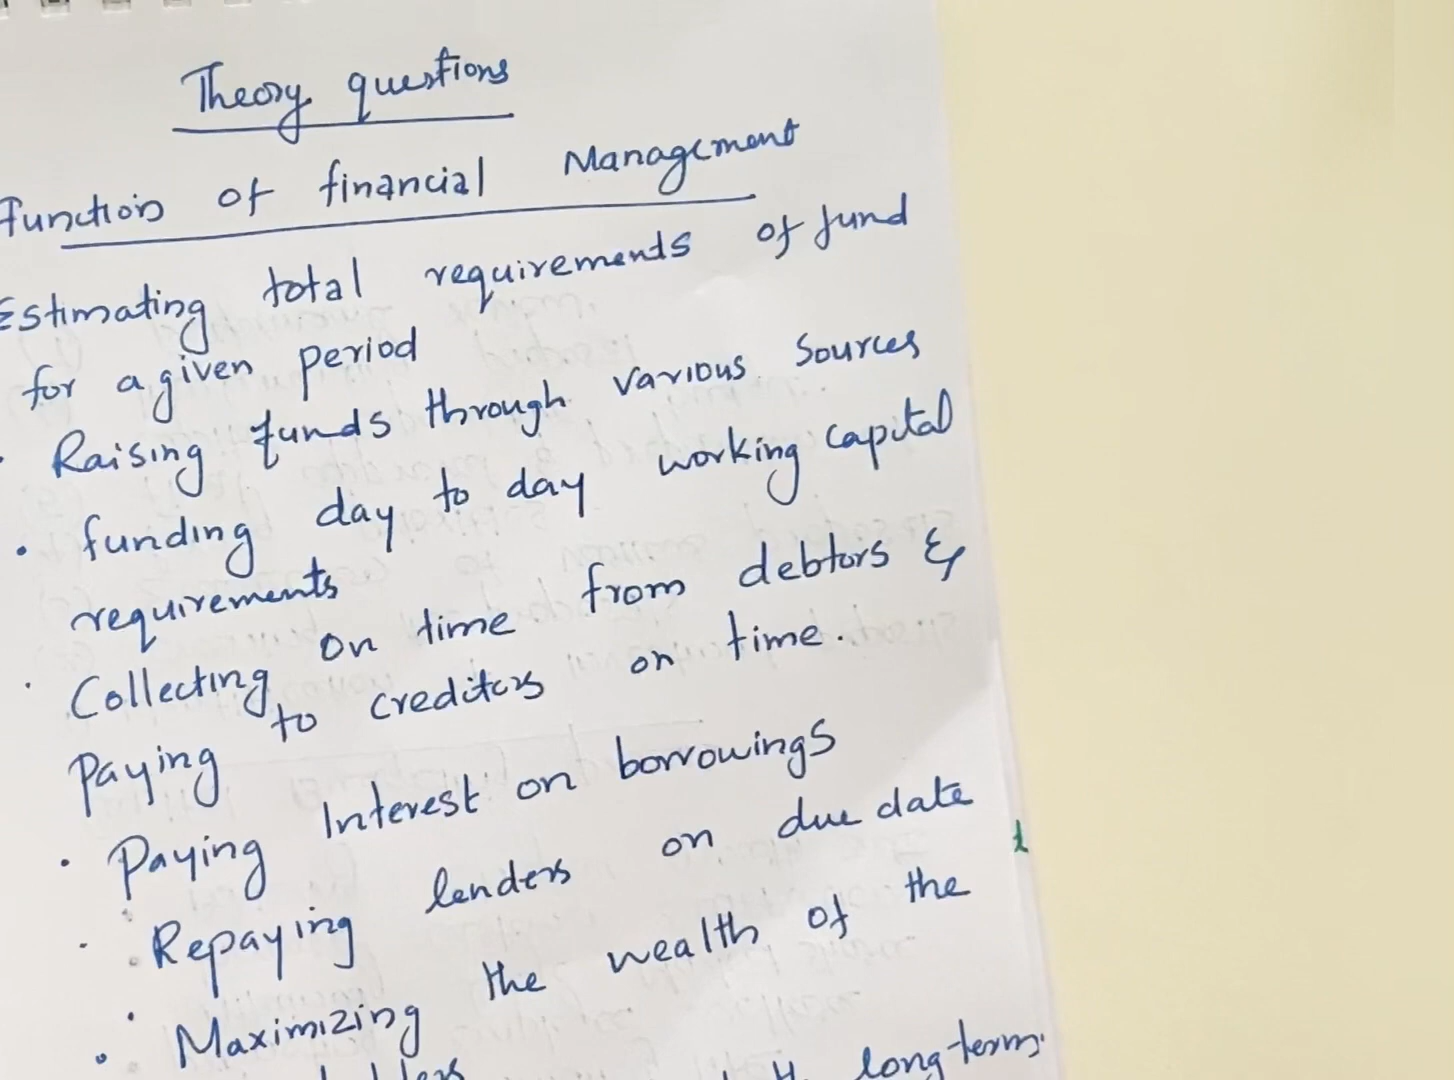 Theory questions
Function of financial Management
Estimating total requirements of fund
for a given period
· Raising funds through various Sources
· funding day to day working capital
requirements
· Collecting on time from debtors &
Paying to creditors on time.
· Paying Interest on borrowings
· Repaying lenders on due date
· Maximizing the wealth of the
long term